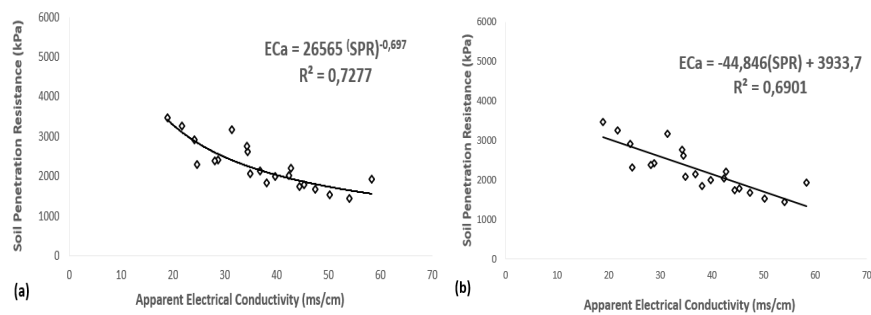 6000
5000
4000
3000
2000
1000
0
Soil Penetration Resistance (kPa)
ECa = 26565 (SPR)-0,697
R² = 0,7277
0 10 20 30 40 50 60 70
(a)
Apparent Electrical Conductivity (ms/cm)
6000
5000
4000
3000
2000
1000
0
Soil Penetration Resistance (kPa)
ECa = -44,846(SPR) + 3933,7
R² = 0,6901
0 10 20 30 40 50 60 70
(b)
Apparent Electrical Conductivity (ms/cm)